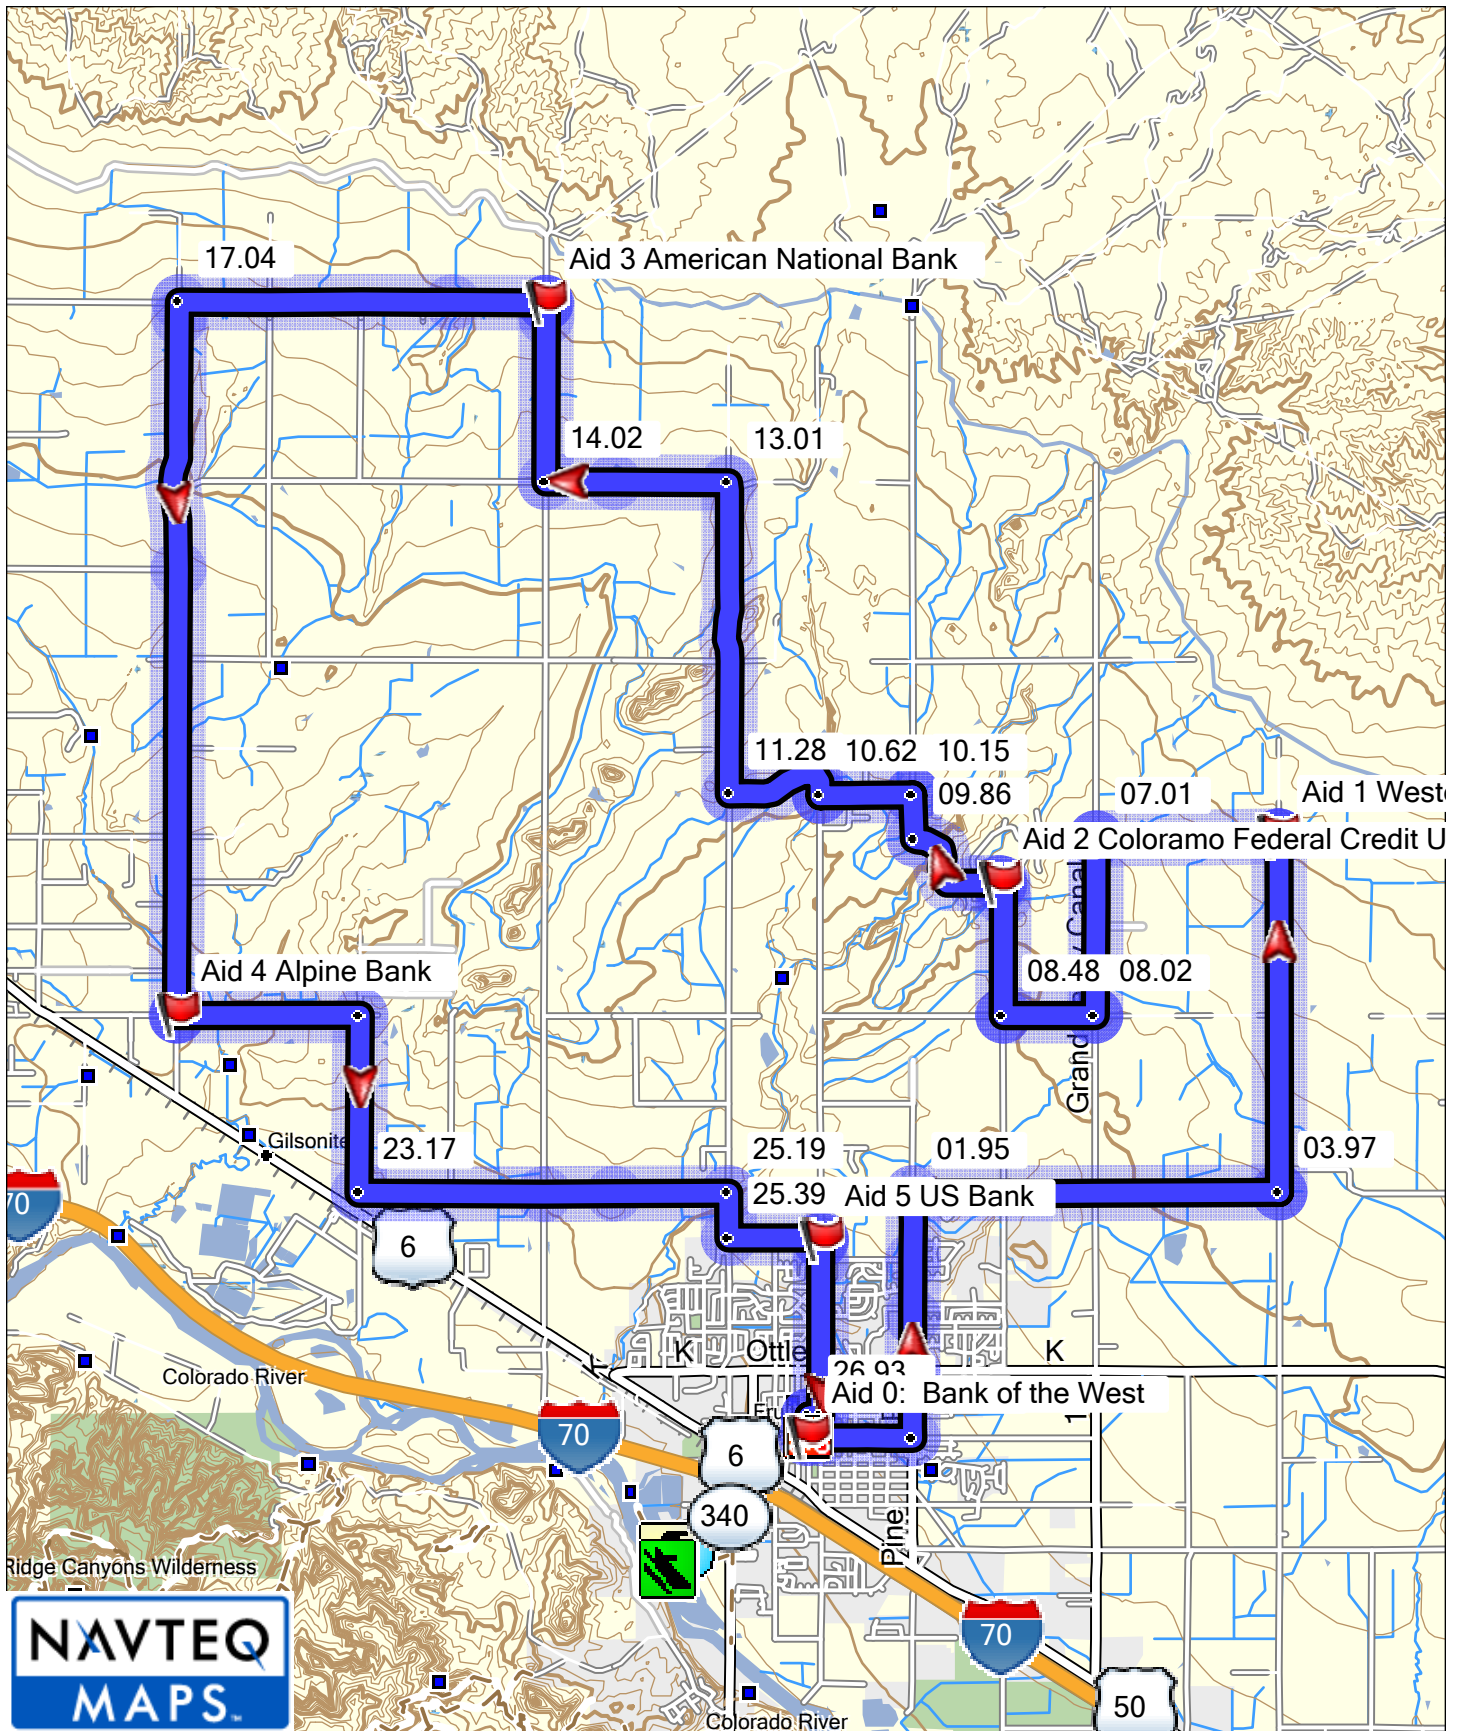 17.04
Aid 3 American National Bank
14.02
13.01
11.28
10.62
10.15
09.86
07.01
Aid 1 West
Aid 2 Coloramo Federal Credit U
Aid 4 Alpine Bank
08.48
08.02
Grand
Canal
Gilsonite
23.17
25.19
01.95
03.97
25.39
Aid 5 US Bank
70
6
K
Ottle
K
26.93
Aid 0: Bank of the West
Colorado River
Fru
70
6
340
Pine
Ridge Canyons Wilderness
70
50
NAVTEQ
MAPS
Colorado River